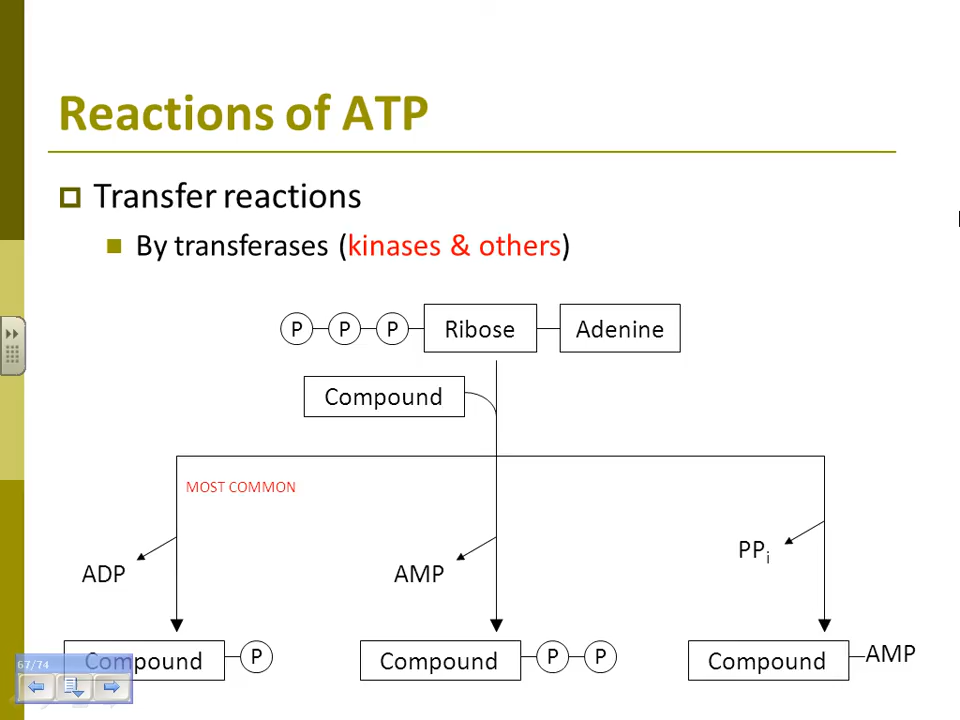 Reactions of ATP
Transfer reactions
By transferases (kinases & others)
P P P Ribose Adenine
Compound
MOST COMMON
ADP AMP PPi
Compound P Compound P P Compound AMP
67/74